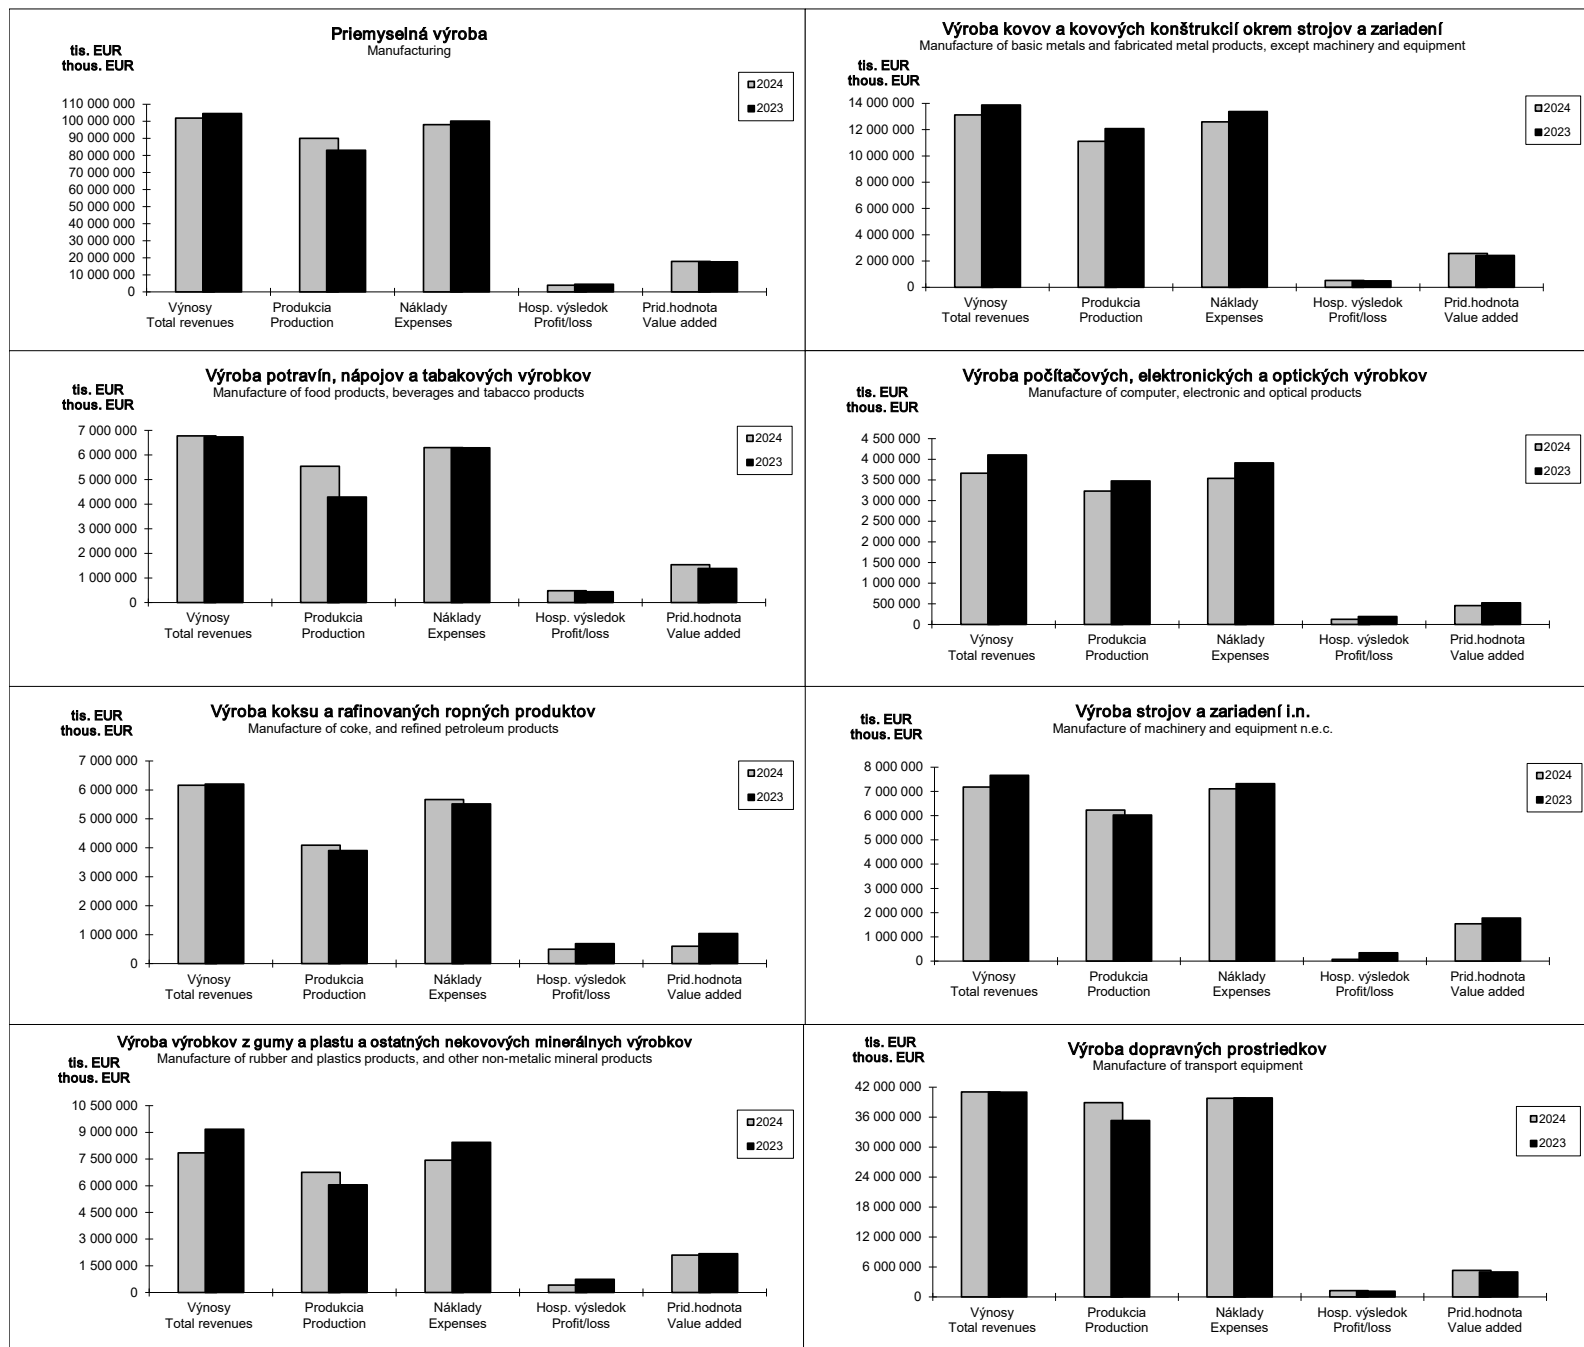 Priemyselná výroba
Manufacturing
tis. EUR
thous. EUR
2024
2023
110 000 000
100 000 000
90 000 000
80 000 000
70 000 000
60 000 000
50 000 000
40 000 000
30 000 000
20 000 000
10 000 000
0
Výnosy Produkcia Náklady Hosp. výsledok Prid.hodnota
Total revenues Production Expenses Profit/loss Value added
Výroba kovov a kovových konštrukcií okrem strojov a zariadení
Manufacture of basic metals and fabricated metal products, except machinery and equipment
tis. EUR
thous. EUR
2024
2023
14 000 000
12 000 000
10 000 000
8 000 000
6 000 000
4 000 000
2 000 000
0
Výnosy Produkcia Náklady Hosp. výsledok Prid.hodnota
Total revenues Production Expenses Profit/loss Value added
Výroba potravín, nápojov a tabakových výrobkov
Manufacture of food products, beverages and tabacco products
tis. EUR
thous. EUR
2024
2023
7 000 000
6 000 000
5 000 000
4 000 000
3 000 000
2 000 000
1 000 000
0
Výnosy Produkcia Náklady Hosp. výsledok Prid.hodnota
Total revenues Production Expenses Profit/loss Value added
Výroba počítačových, elektronických a optických výrobkov
Manufacture of computer, electronic and optical products
tis. EUR
thous. EUR
2024
2023
4 500 000
4 000 000
3 500 000
3 000 000
2 500 000
2 000 000
1 500 000
1 000 000
500 000
0
Výnosy Produkcia Náklady Hosp. výsledok Prid.hodnota
Total revenues Production Expenses Profit/loss Value added
Výroba koksu a rafinovaných ropných produktov
Manufacture of coke, and refined petroleum products
tis. EUR
thous. EUR
2024
2023
7 000 000
6 000 000
5 000 000
4 000 000
3 000 000
2 000 000
1 000 000
0
Výnosy Produkcia Náklady Hosp. výsledok Prid.hodnota
Total revenues Production Expenses Profit/loss Value added
Výroba strojov a zariadení i.n.
Manufacture of machinery and equipment n.e.c.
tis. EUR
thous. EUR
2024
2023
8 000 000
7 000 000
6 000 000
5 000 000
4 000 000
3 000 000
2 000 000
1 000 000
0
Výnosy Produkcia Náklady Hosp. výsledok Prid.hodnota
Total revenues Production Expenses Profit/loss Value added
Výroba výrobkov z gumy a plastu a ostatných nekovových minerálnych výrobkov
Manufacture of rubber and plastics products, and other non-metalic mineral products
tis. EUR
thous. EUR
2024
2023
10 500 000
9 000 000
7 500 000
6 000 000
4 500 000
3 000 000
1 500 000
0
Výnosy Produkcia Náklady Hosp. výsledok Prid.hodnota
Total revenues Production Expenses Profit/loss Value added
Výroba dopravných prostriedkov
Manufacture of transport equipment
tis. EUR
thous. EUR
2024
2023
42 000 000
36 000 000
30 000 000
24 000 000
18 000 000
12 000 000
6 000 000
0
Výnosy Produkcia Náklady Hosp. výsledok Prid.hodnota
Total revenues Production Expenses Profit/loss Value added